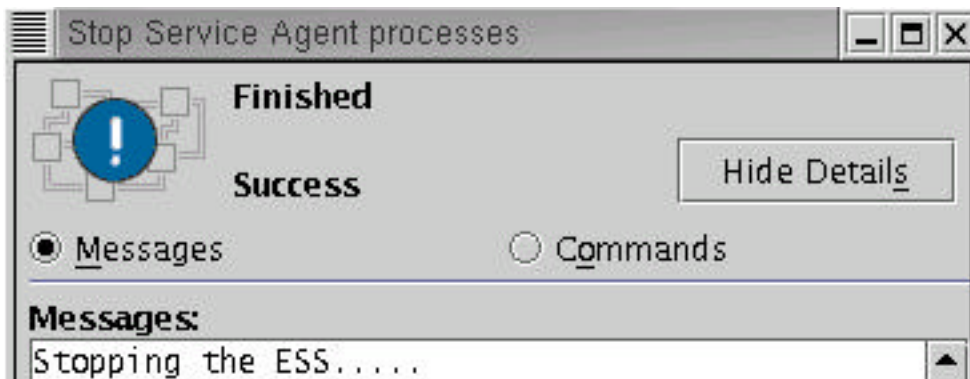 Stop Service Agent processes
Finished
Success
Hide Details
Messages
Commands
Messages:
Stopping the ESS.....